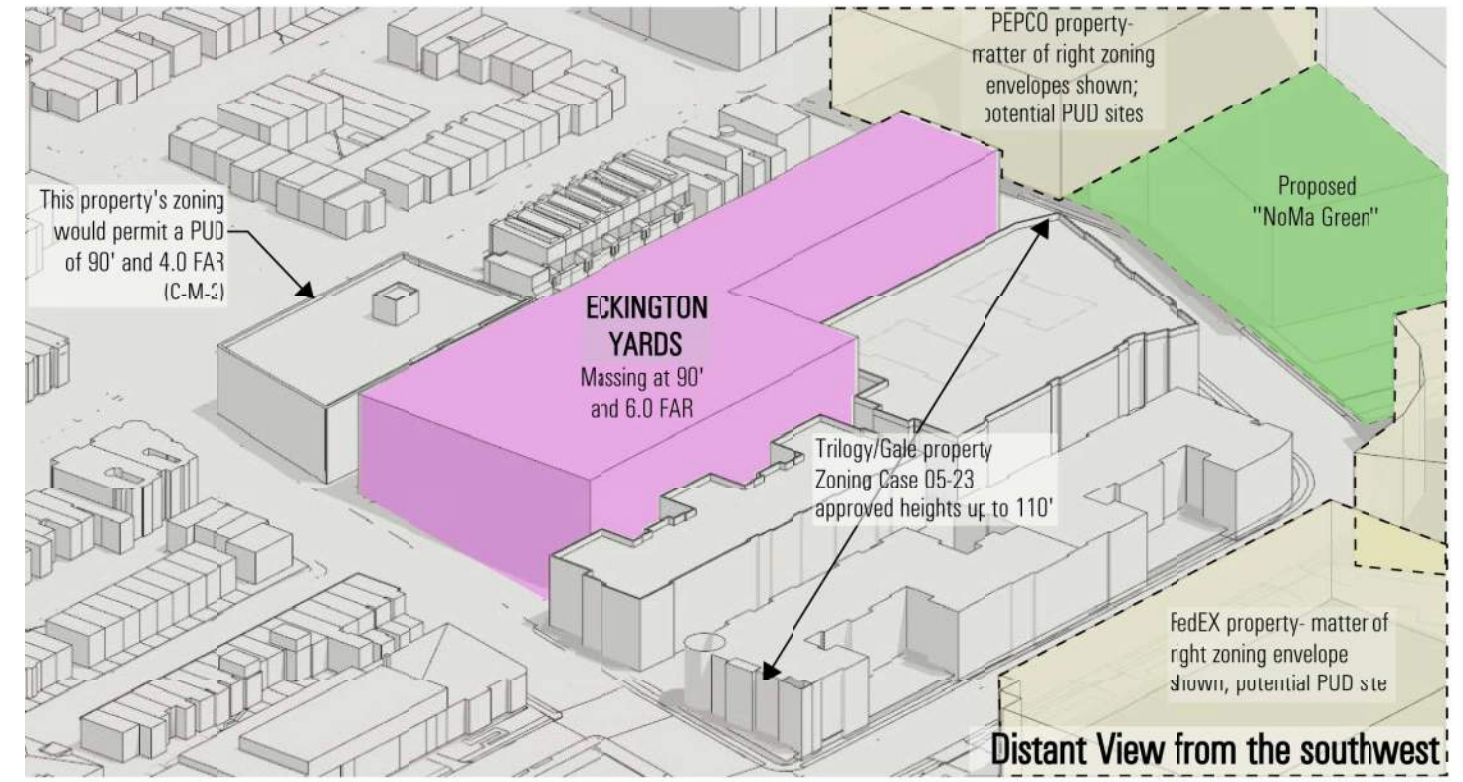 PEPCO property-
matter of right zoning
envelopes shown;
potential PUD sites
This property's zoning
would permit a PUD
of 90' and 4.0 FAR
(C-M-2)
Proposed
"NoMa Green"
ECKINGTON
YARDS
Massing at 90'
and 6.0 FAR
Trilogy/Gale property
Zoning Case 05-23
approved heights up to 110'
FedEX property- matter of
right zoning envelope
shown, potential PUD site
Distant View from the southwest